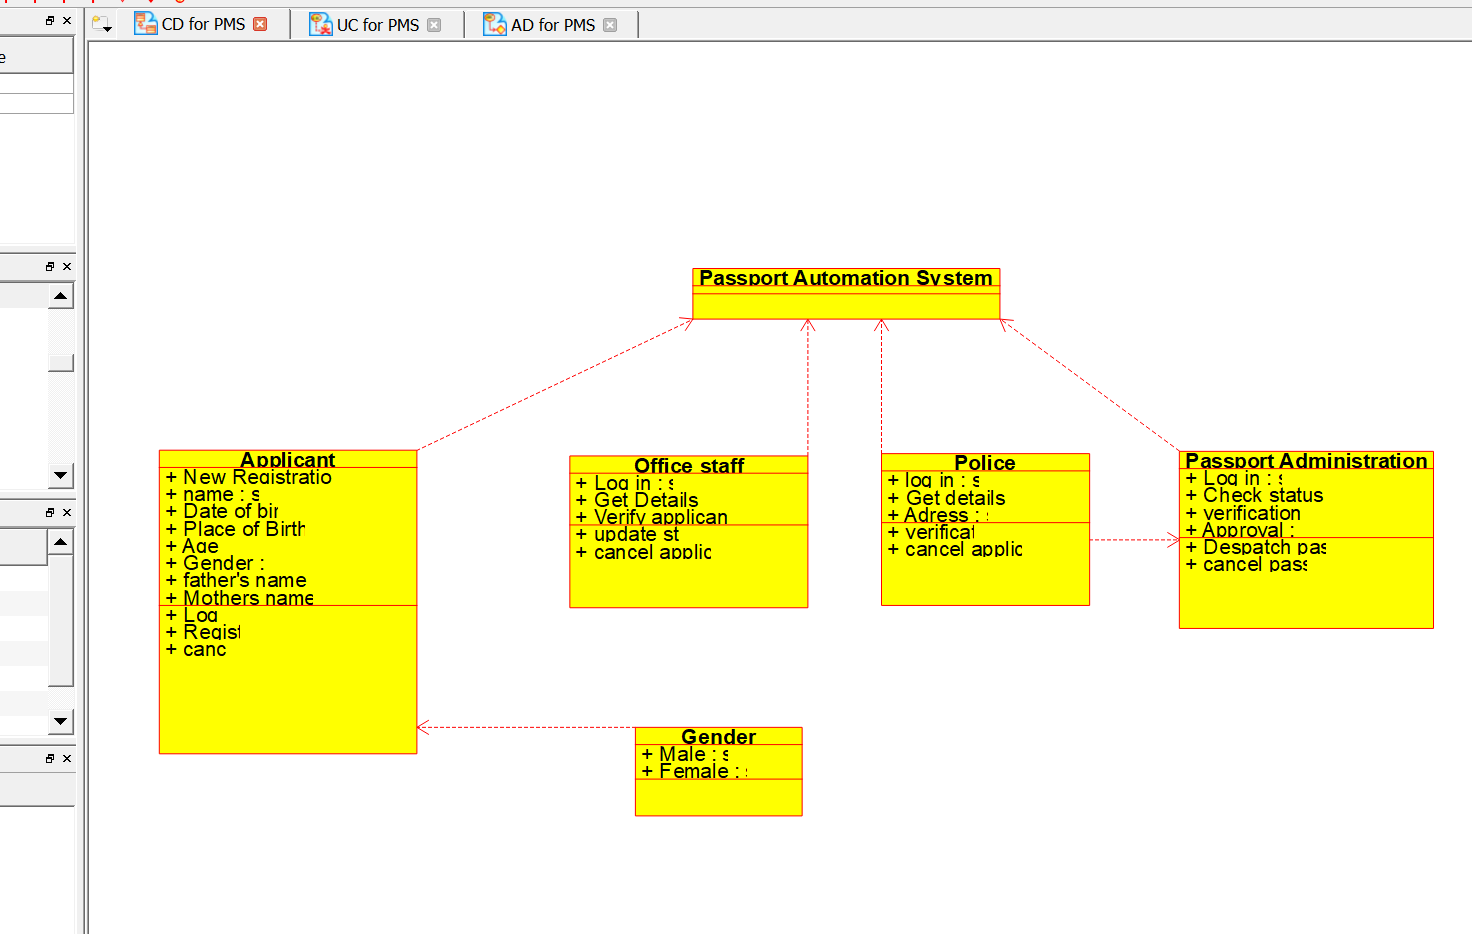 e
CD for PMS
UC for PMS
AD for PMS
Passport Automation System
Applicant
+ New Registratio
+ name : s
+ Date of bir
+ Place of Birth
+ Age
+ Gender :
+ father's name
+ Mothers name
+ Log
+ Regist
+ canc
Office staff
+ Log in : s
+ Get Details
+ Verify applican
+ update st
+ cancel applic
Police
+ log in : s
+ Get details
+ Adress :
+ verificat
+ cancel applic
Passport Administration
+ Log in :
+ Check status
+ verification
+ Approval :
+ Despatch pas
+ cancel pass
Gender
+ Male : s
+ Female :